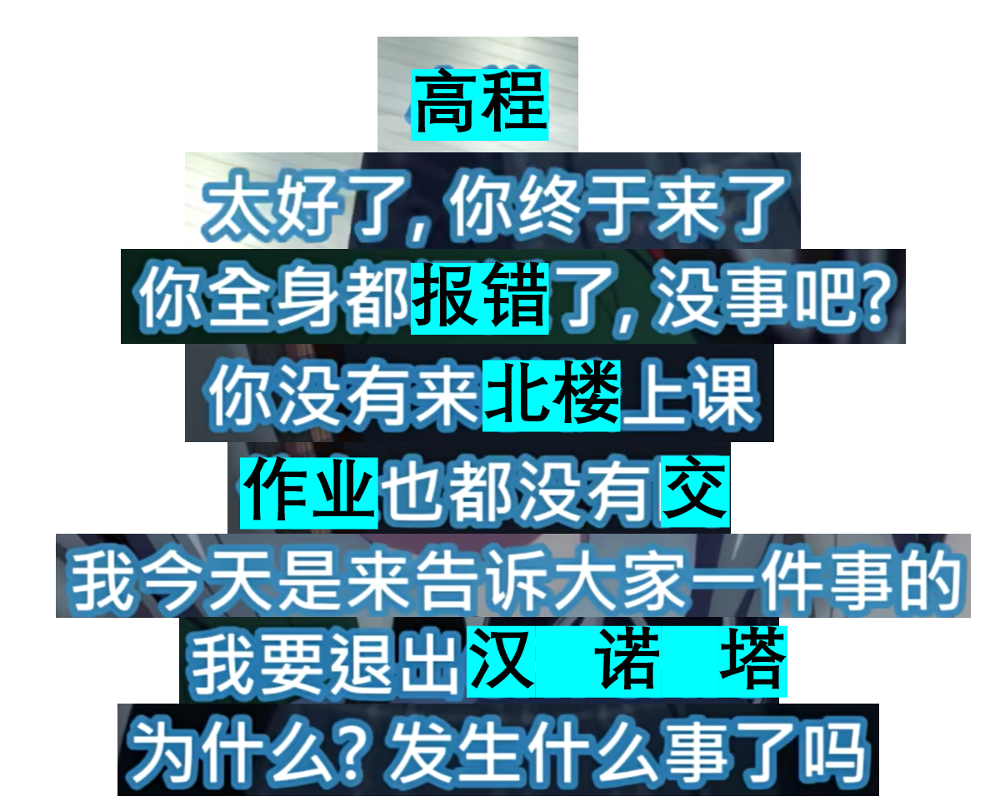 高程
太好了, 你终于来了
你全身都报错了, 没事吧?
你没有来北楼上课
作业也都没有交
我今天是来告诉大家一件事的
我要退出汉 诺 塔
为什么? 发生什么事了吗